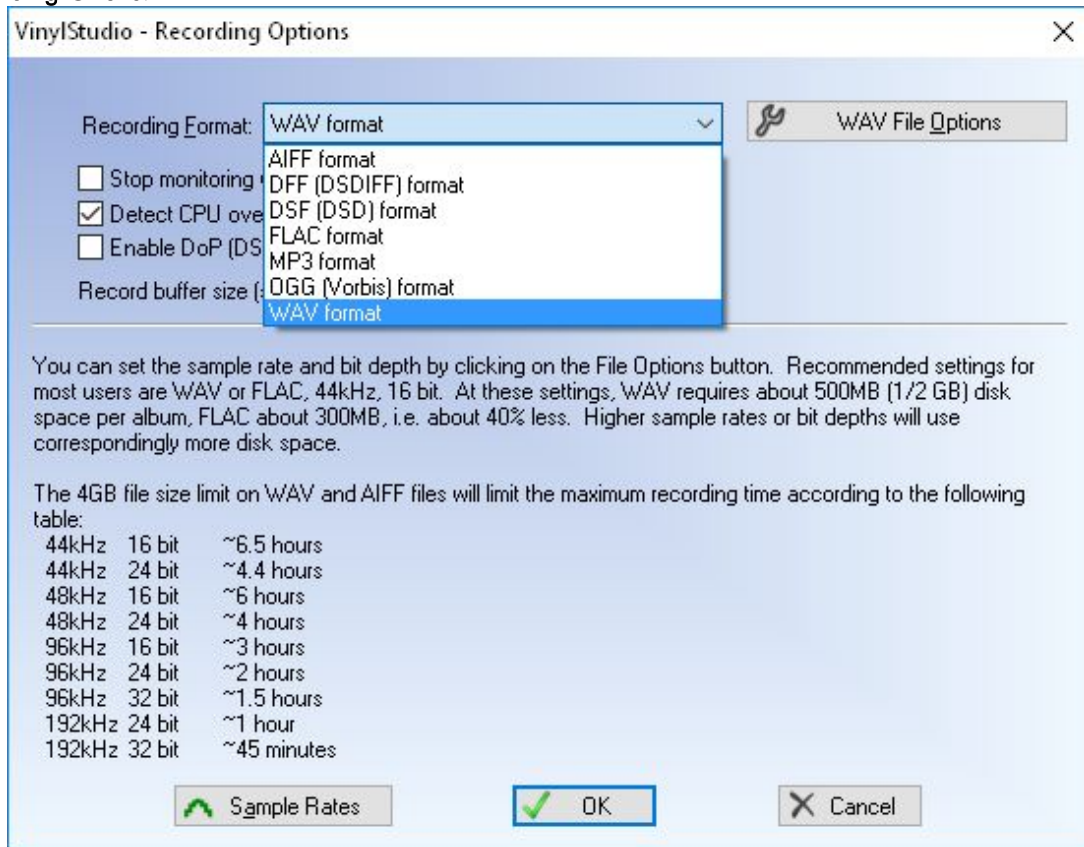 VinylStudio - Recording Options
Recording Format: WAV format
WAV File Options
AIFF format
DFF (DSDIFF) format
DSF (DSD) format
FLAC format
MP3 format
OGG (Vorbis) format
WAV format
Stop monitoring
Detect CPU ove
Enable DoP (DS
Record buffer size (
You can set the sample rate and bit depth by clicking on the File Options button. Recommended settings for
most users are WAV or FLAC, 44kHz, 16 bit. At these settings, WAV requires about 500MB (1/2 GB) disk
space per album, FLAC about 300MB, i.e. about 40% less. Higher sample rates or bit depths will use
correspondingly more disk space.
The 4GB file size limit on WAV and AIFF files will limit the maximum recording time according to the following
table:
44kHz 16 bit ~6.5 hours
44kHz 24 bit ~4.4 hours
48kHz 16 bit ~6 hours
48kHz 24 bit ~4 hours
96kHz 16 bit ~3 hours
96kHz 24 bit ~2 hours
96kHz 32 bit ~1.5 hours
192kHz 24 bit ~1 hour
192kHz 32 bit ~45 minutes
Sample Rates
OK
Cancel